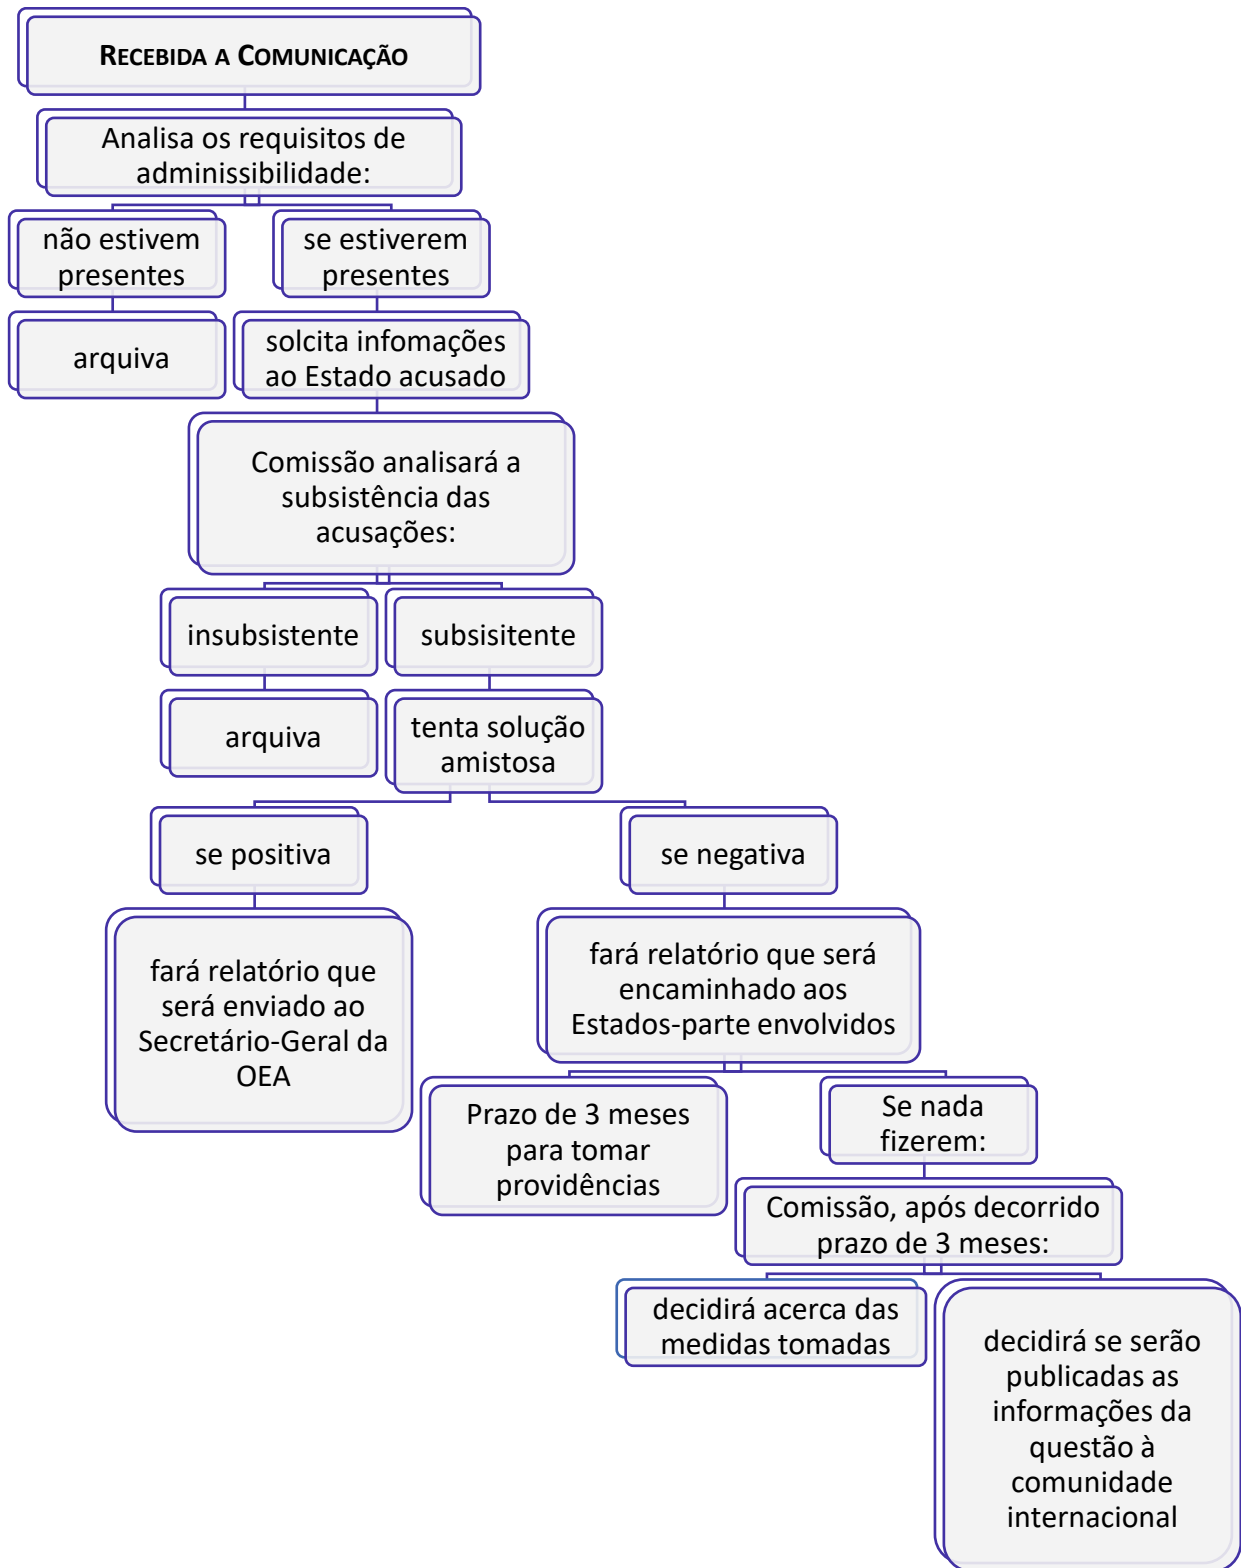 RECEBIDA A COMUNICAÇÃO
Analisa os requisitos de
adminissibilidade:
não estivem
presentes
se estiverem
presentes
arquiva
solcita infomações
ao Estado acusado
Comissão analisará a
subsistência das
acusações:
insubsistente
subsisitente
arquiva
tenta solução
amistosa
se positiva
se negativa
fará relatório que
será enviado ao
Secretário-Geral da
OEA
fará relatório que será
encaminhado aos
Estados-parte envolvidos
Prazo de 3 meses
para tomar
providências
Se nada
fizerem:
Comissão, após decorrido
prazo de 3 meses:
decidirá acerca das
medidas tomadas
decidirá se serão
publicadas as
informações da
questão à
comunidade
internacional